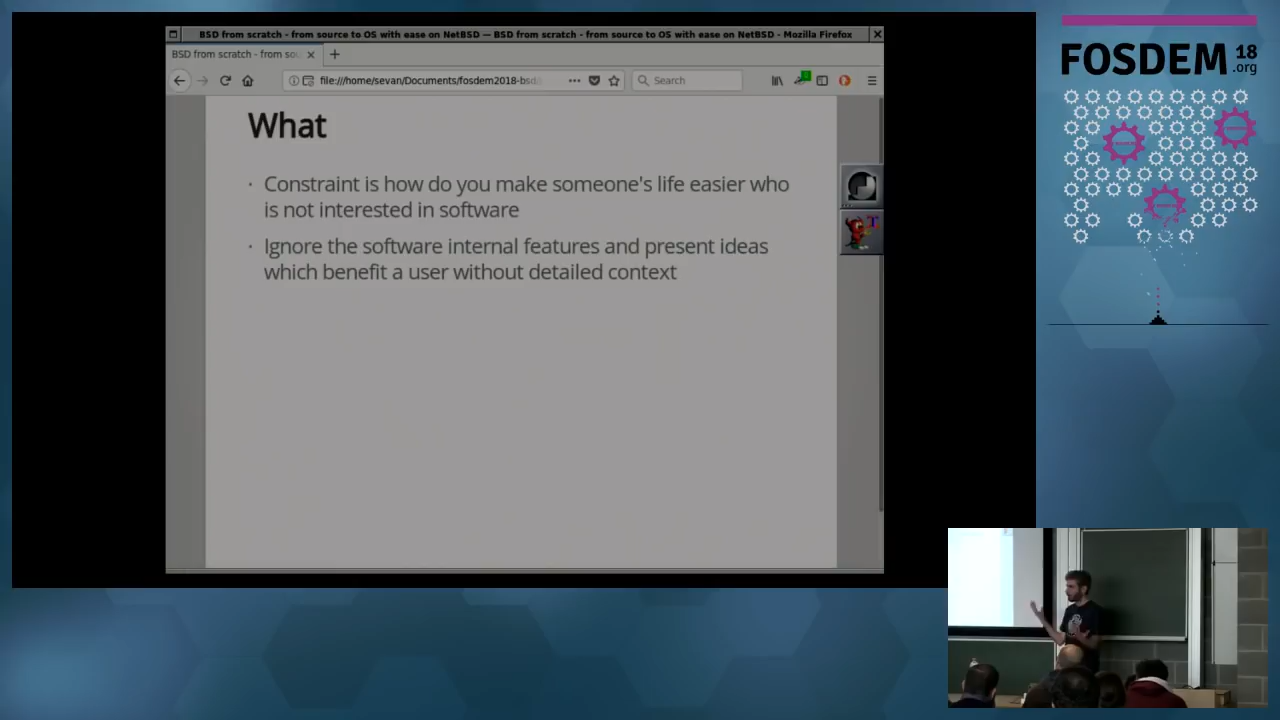 BSD from scratch - from source to OS with ease on NetBSD — BSD from scratch - from source to OS with ease on NetBSD - Mozilla Firefox
BSD from scratch - from sou
file:///home/sevan/Documents/fosdem2018-bsd
Search
What
· Constraint is how do you make someone's life easier who
is not interested in software
· Ignore the software internal features and present ideas
which benefit a user without detailed context
FOSDEM 18
.org